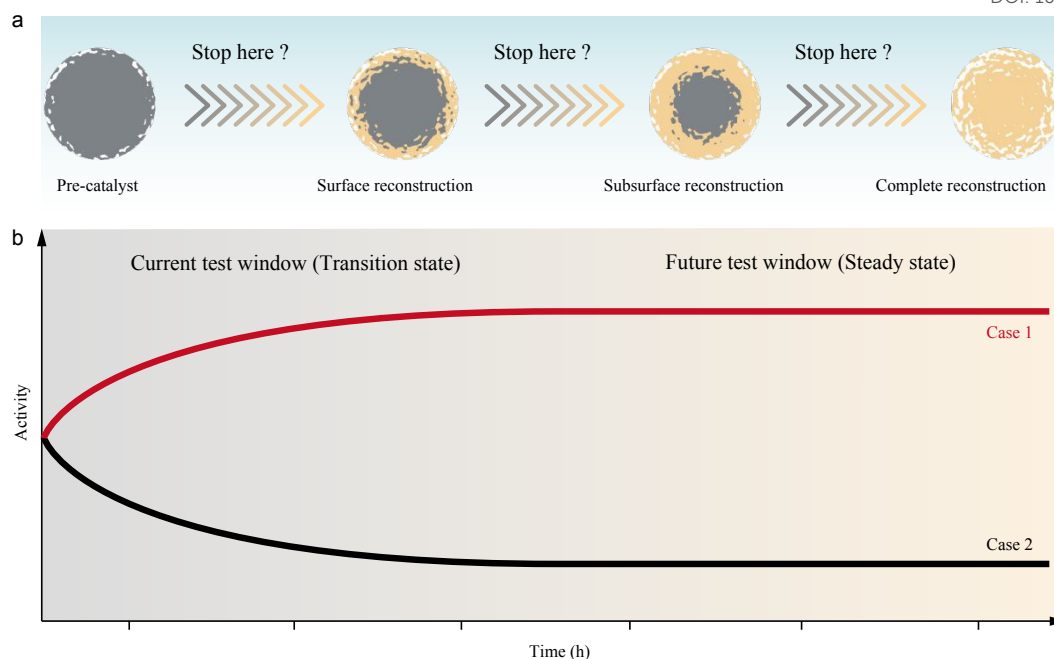 a
Stop here ?
Stop here ?
Stop here ?
Pre-catalyst
Surface reconstruction
Subsurface reconstruction
Complete reconstruction
b
Current test window (Transition state)
Future test window (Steady state)
Case 1
Activity
Case 2
Time (h)